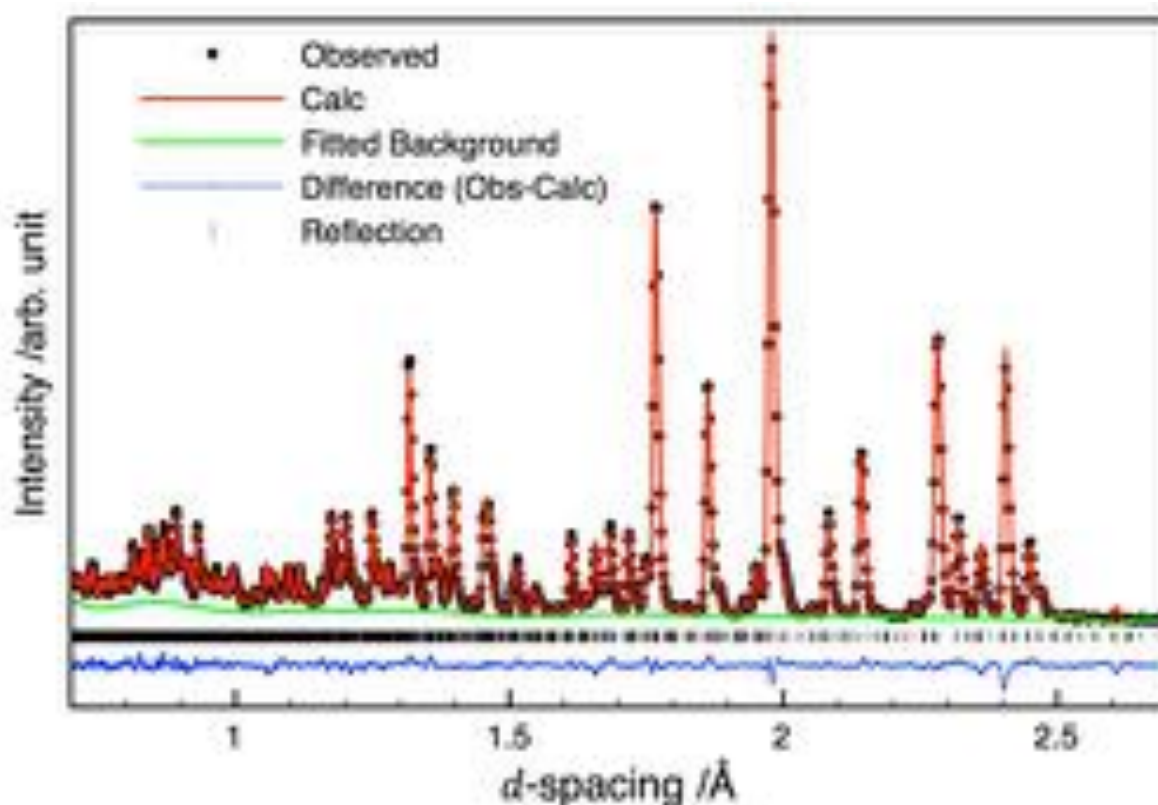 Observed
Calc
Fitted Background
Difference (Obs-Calc)
Reflection
Intensity /arb. unit
1 1.5 2 2.5
d-spacing /Å